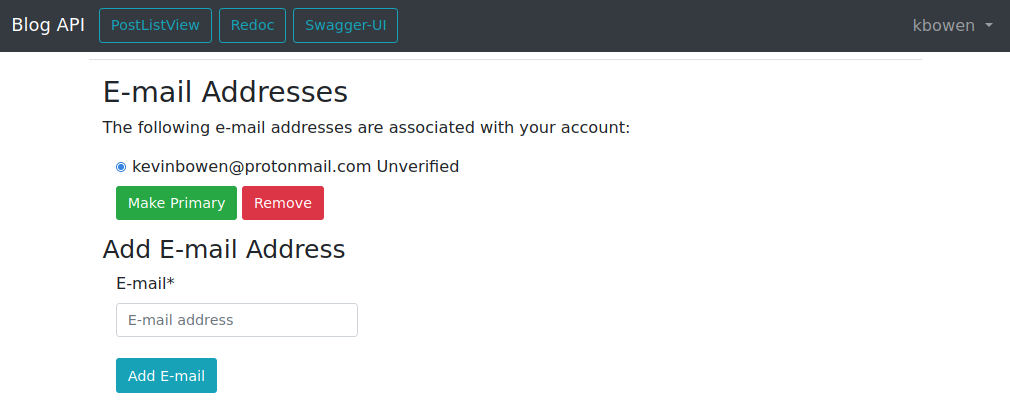 Blog API PostListView Redoc Swagger-UI kbowen
E-mail Addresses
The following e-mail addresses are associated with your account:
kevinbowen@protonmail.com Unverified
Make Primary Remove
Add E-mail Address
E-mail*
E-mail address
Add E-mail